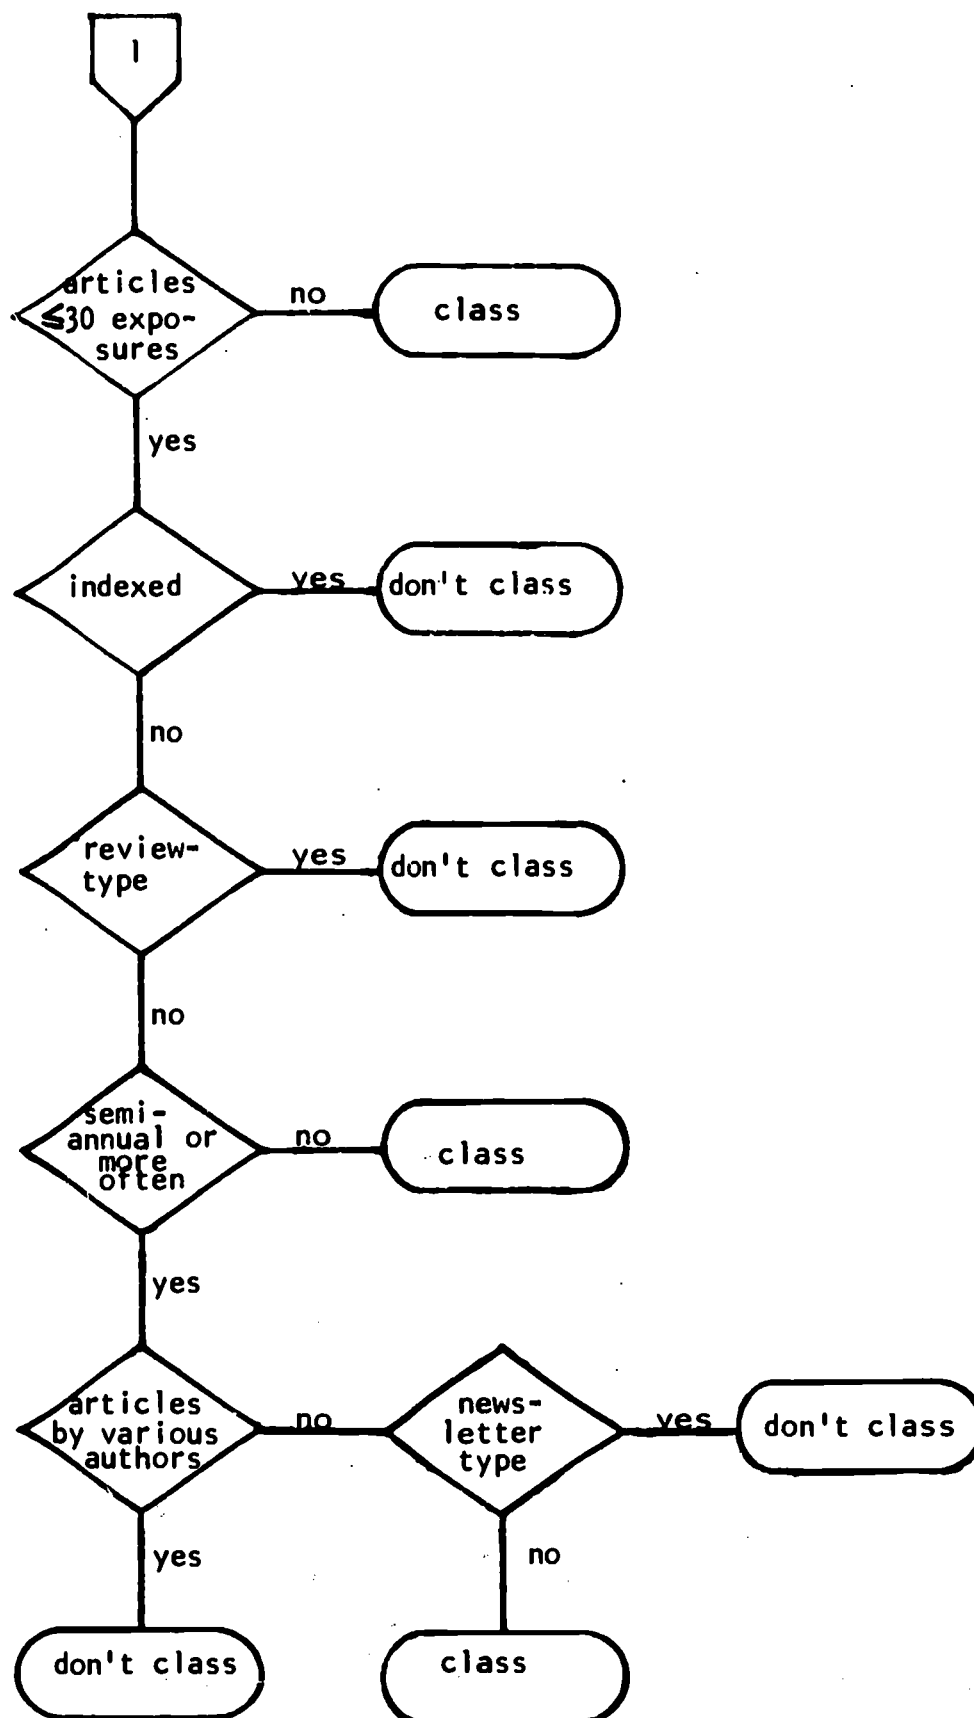 1
articles
≤30 expo-
sures
no
class
yes
indexed
yes
don't class
no
review-
type
yes
don't class
no
semi-
annual or
more
often
no
class
yes
articles
by various
authors
no
news-
letter
type
yes
don't class
yes
no
don't class
class